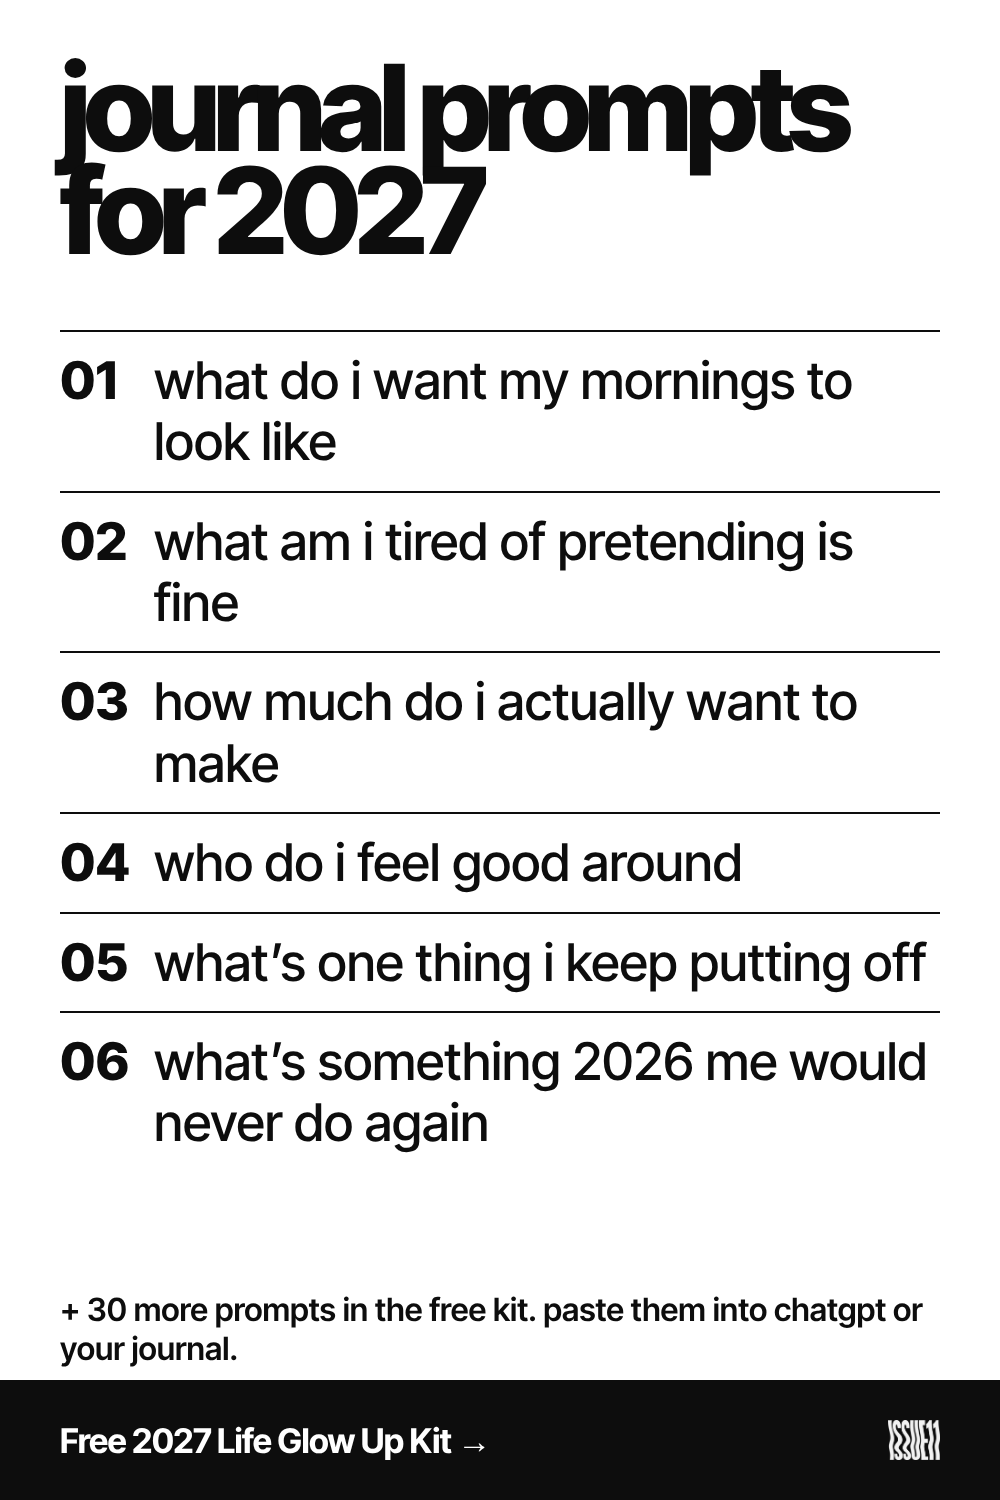 journal prompts
for 2027
01 what do i want my mornings to
look like
02 what am i tired of pretending is
fine
03 how much do i actually want to
make
04 who do i feel good around
05 what’s one thing i keep putting off
06 what’s something 2026 me would
never do again
+ 30 more prompts in the free kit. paste them into chatgpt or
your journal.
Free 2027 Life Glow Up Kit →
ISSUE11